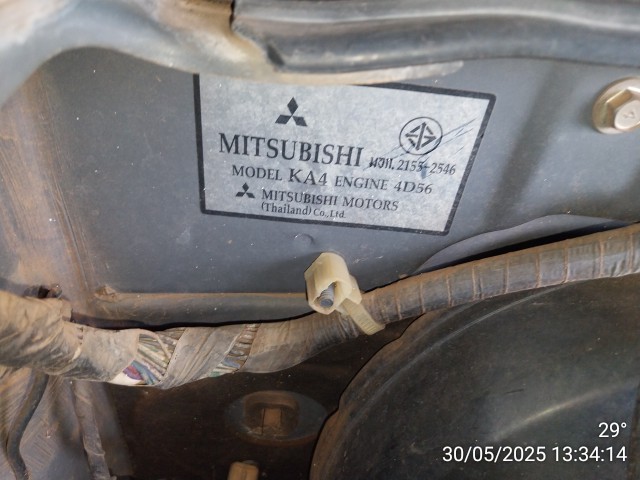 MITSUBISHI มอก. 2155-2546
MODEL KA4 ENGINE 4D56
MITSUBISHI MOTORS
(Thailand) Co., Ltd.
29°
30/05/2025 13:34:14